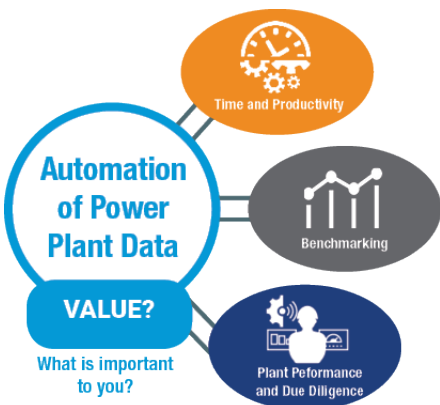 Time and Productivity
Automation
of Power
Plant Data
Benchmarking
VALUE?
What is important
to you?
Plant Peformance
and Due Diligence